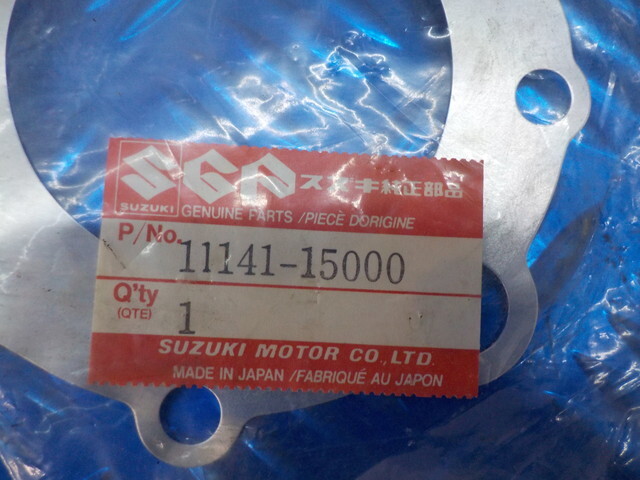 SGP スズキ純正部品
SUZUKI GENUINE PARTS /PIECÈ DORIGINE
P/No. 11141-15000
Q'ty 1
(QTE)
SUZUKI MOTOR CO.,LTD.
MADE IN JAPAN /FABRIQUÉ AU JAPON